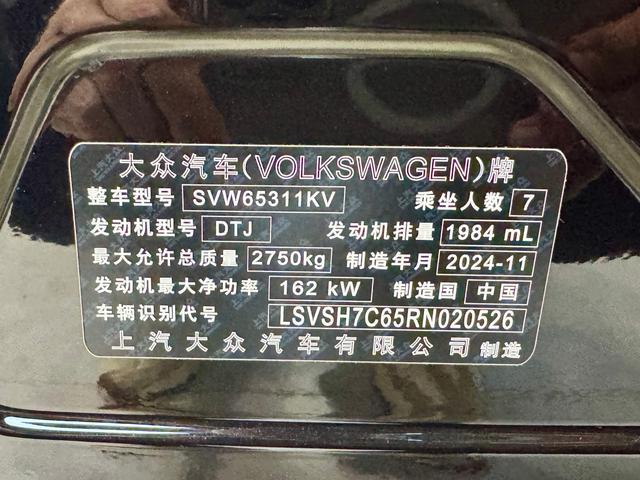 大众汽车(VOLKSWAGEN)牌
整车型号 SVW65311KV 乘坐人数 7
发动机型号 DTJ 发动机排量 1984 mL
最大允许总质量 2750kg 制造年月 2024-11
发动机最大净功率 162 kW 制造国 中国
车辆识别代号 LSVSH7C65RN020526
上汽大众汽车有限公司 制造